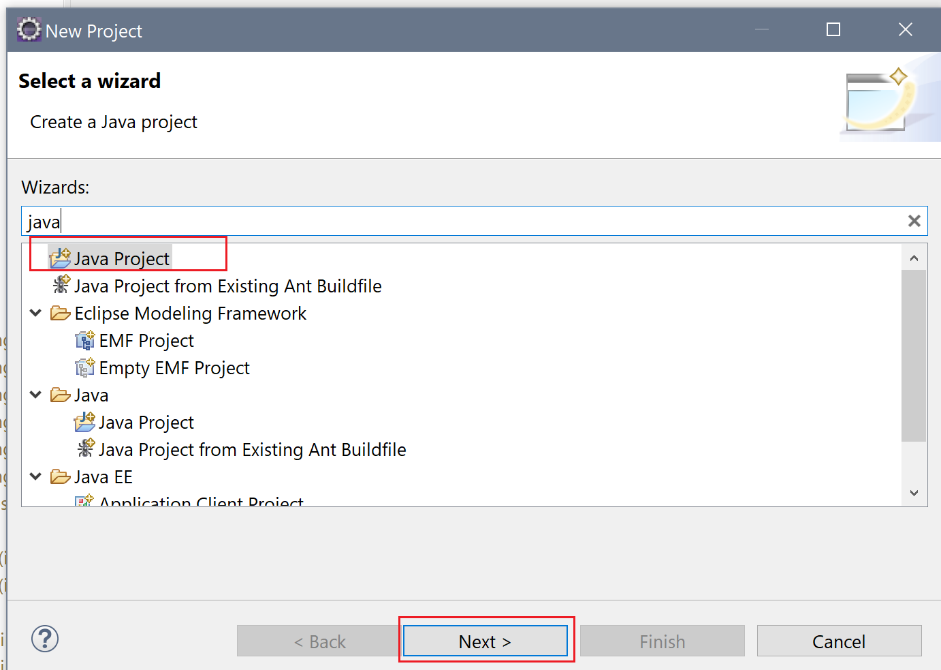 New Project
Select a wizard
Create a Java project
Wizards:
java
Java Project
Java Project from Existing Ant Buildfile
Eclipse Modeling Framework
EMF Project
Empty EMF Project
Java
Java Project
Java Project from Existing Ant Buildfile
Java EE
Application Client Project
< Back
Next >
Finish
Cancel